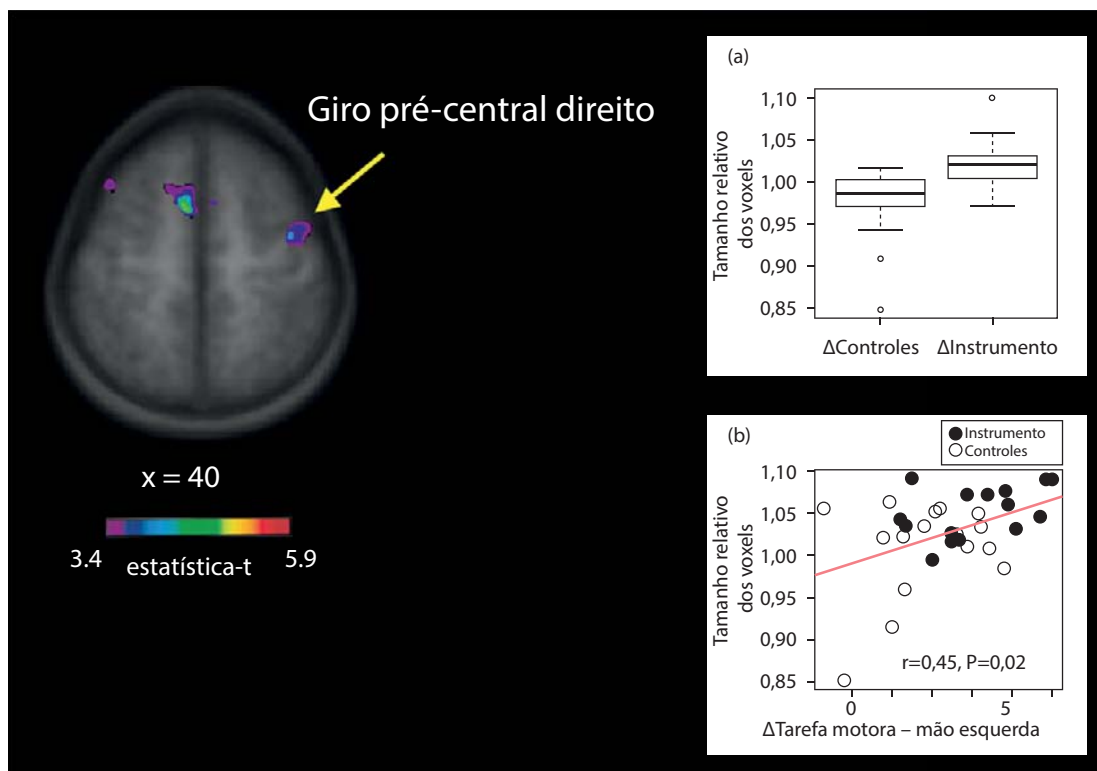 Giro pré-central direito
x = 40
3.4
5.9
estatística-t
(a)
Tamanho relativo
dos voxels
1,10
1,05
1,00
0,95
0,90
0,85
ΔControles
ΔInstrumento
(b)
Instrumento
Controles
Tamanho relativo
dos voxels
1,10
1,05
1,00
0,95
0,90
0,85
r=0,45, P=0,02
0
5
ΔTarefa motora – mão esquerda